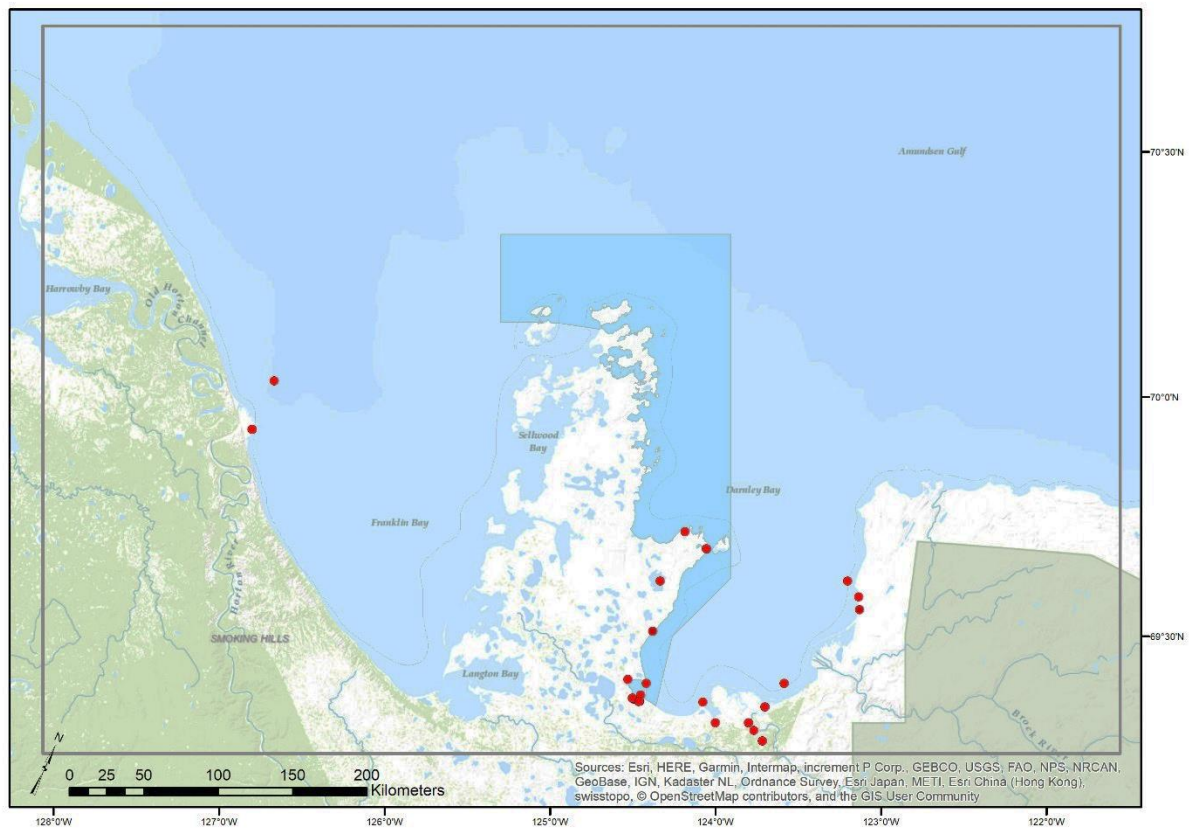 Amundsen Gulf
70°30'N
Harrowby Bay
Old Horton
Channel
70°0'N
Sellwood
Bay
Darnley Bay
Franklin Bay
Horton River
SMOKING HILLS
69°30'N
Langton Bay
Brock River
N
0 25 50 100 150 200
Kilometers
Sources: Esri, HERE, Garmin, Intermap, increment P Corp., GEBCO, USGS, FAO, NPS, NRCAN,
GeoBase, IGN, Kadaster NL, Ordnance Survey, Esri Japan, METI, Esri China (Hong Kong),
swisstopo, © OpenStreetMap contributors, and the GIS User Community
128°0'W 127°0'W 126°0'W 125°0'W 124°0'W 123°0'W 122°0'W